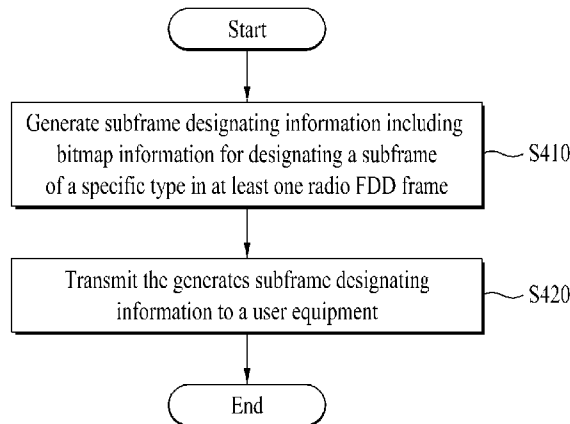 Start
Generate subframe designating information including
bitmap information for designating a subframe
of a specific type in at least one radio FDD frame
S410
Transmit the generates subframe designating
information to a user equipment
S420
End